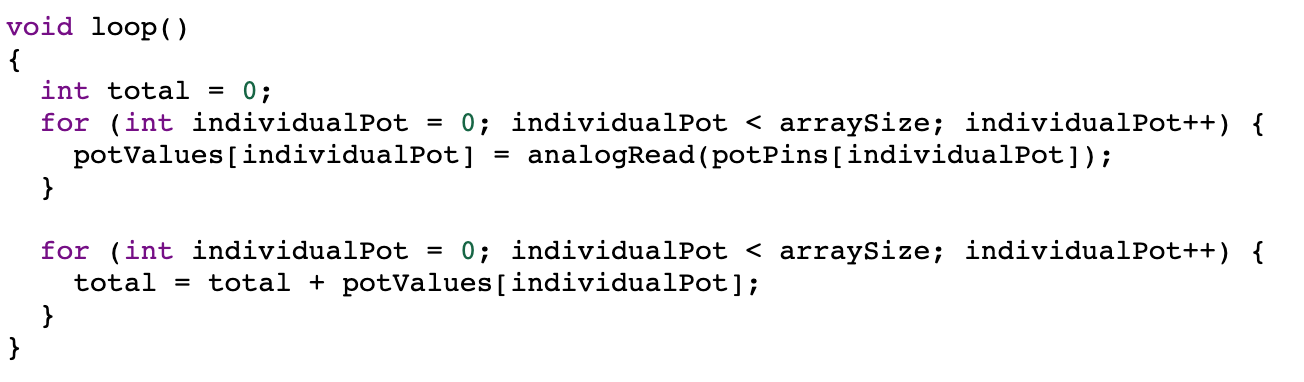 void loop()
{
  int total = 0;
  for (int individualPot = 0; individualPot < arraySize; individualPot++) {
    potValues[individualPot] = analogRead(potPins[individualPot]);
  }

  for (int individualPot = 0; individualPot < arraySize; individualPot++) {
    total = total + potValues[individualPot];
  }
}